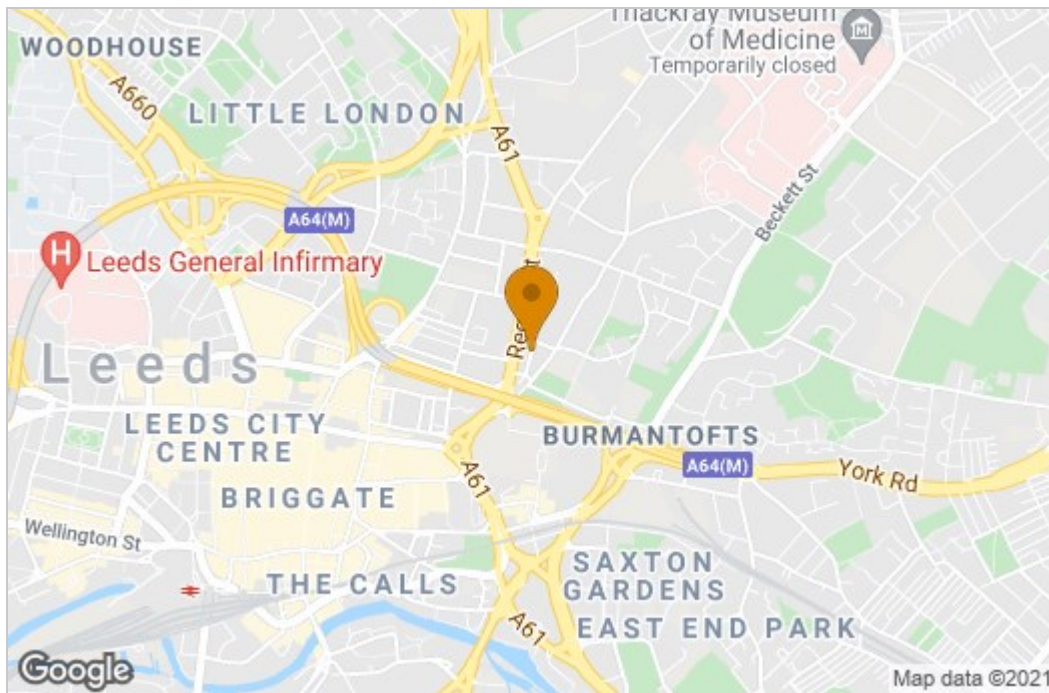 Thackray Museum
of Medicine
Temporarily closed
WOODHOUSE
A660
LITTLE LONDON
A61
Beckett St
A64(M)
H
Leeds General Infirmary
Leeds
LEEDS CITY
CENTRE
BURMANTOFTS
A64(M)
York Rd
A61
BRIGGATE
Wellington St
THE CALLS
SAXTON
GARDENS
A61
EAST END PARK
Google
Map data ©2021